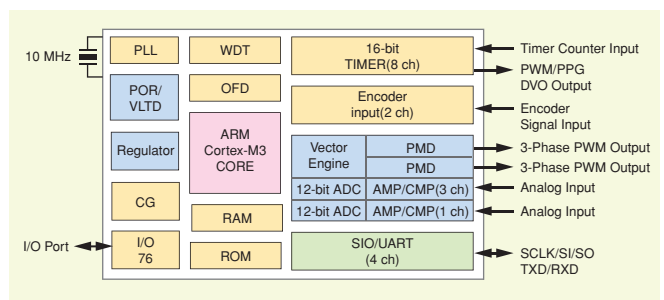 10 MHz
PLL
WDT
16-bit
TIMER(8 ch)
Timer Counter Input
PWM/PPG
DVO Output
POR/
VLTD
OFD
Encoder
input(2 ch)
Encoder
Signal Input
Regulator
ARM
Cortex-M3
CORE
Vector
Engine
PMD
3-Phase PWM Output
PMD
3-Phase PWM Output
12-bit ADC
AMP/CMP(3 ch)
Analog Input
12-bit ADC
AMP/CMP(1 ch)
Analog Input
CG
RAM
I/O Port
I/O
76
ROM
SIO/UART
(4 ch)
SCLK/SI/SO
TXD/RXD